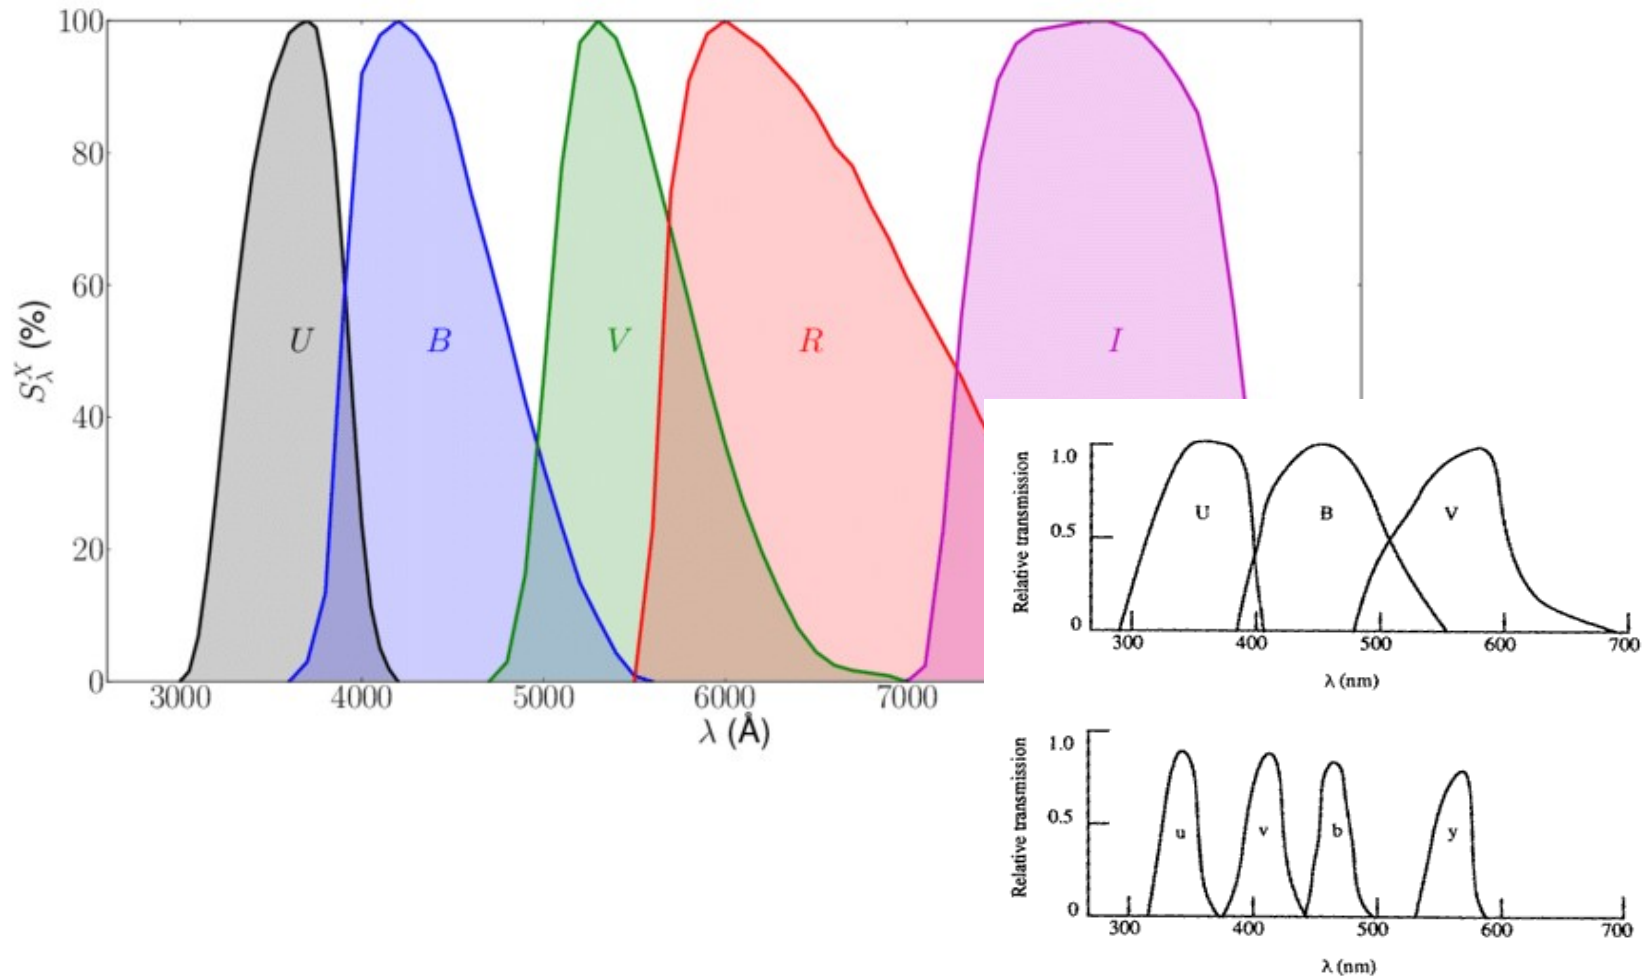 100
80
60
40
20
0
S_λ^X (%)
U
B
V
R
I
3000
4000
5000
6000
7000
λ (Å)
Relative transmission
1.0
0.5
0
U
B
V
300
400
500
600
700
λ (nm)
Relative transmission
1.0
0.5
0
u
v
b
y
300
400
500
600
700
λ (nm)